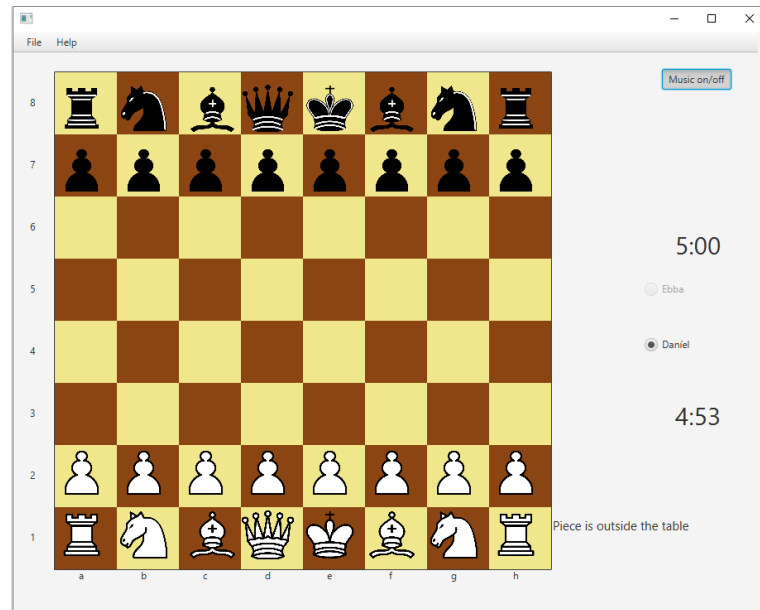 File Help
Music on/off
8
7
6
5:00
5
Ebba
4
Daníel
3
4:53
2
Piece is outside the table
1
a b c d e f g h